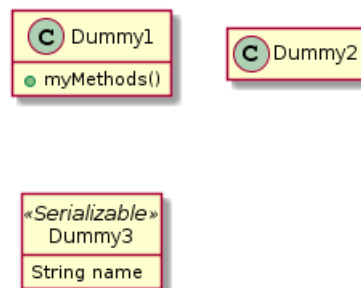 C Dummy1
myMethods()
C Dummy2
«Serializable»
Dummy3
String name